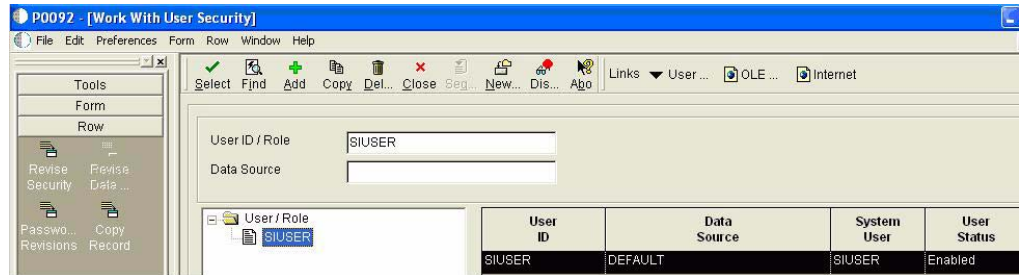 P0092 - [Work With User Security]
File Edit Preferences Form Row Window Help
Select Find Add Copy Del... Close Seq... New... Dis... Abo Links User ... OLE ... Internet
Tools
Form
Row
Revise Security
Revise Data ...
Passwo... Revisions
Copy Record
User ID / Role SIUSER
Data Source
User / Role
SIUSER
User ID Data Source System User User Status
SIUSER DEFAULT SIUSER Enabled